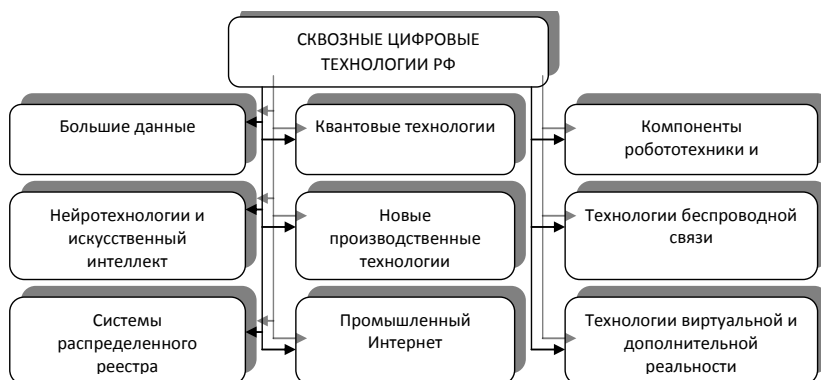 СКВОЗНЫЕ ЦИФРОВЫЕ
ТЕХНОЛОГИИ РФ
Большие данные
Квантовые технологии
Компоненты
робототехники и
Нейротехнологии и
искусственный
интеллект
Новые
производственные
технологии
Технологии беспроводной
связи
Системы
распределенного
реестра
Промышленный
Интернет
Технологии виртуальной и
дополнительной
реальности